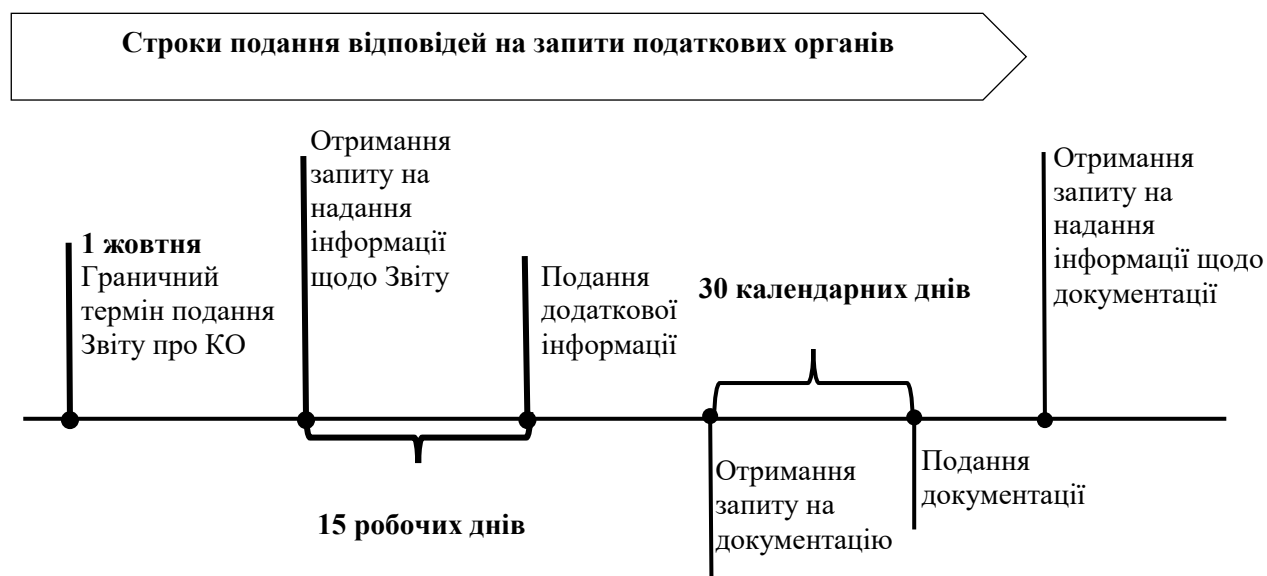 Строки подання відповідей на запити податкових органів
1 жовтня
Граничний
термін подання
Звіту про КО
Отримання
запиту на
надання
інформації
щодо Звіту
Подання
додаткової
інформації
15 робочих днів
30 календарних днів
Отримання
запиту на
документацію
Подання
документації
Отримання
запиту на
надання
інформації щодо
документації